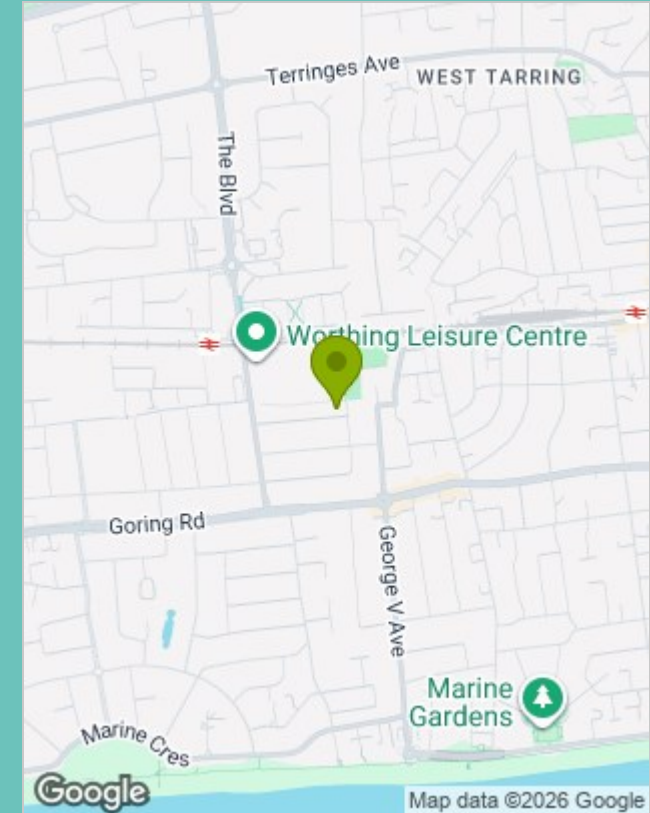 Terringes Ave
WEST TARRING
The Blvd
Worthing Leisure Centre
Goring Rd
George V Ave
Marine
Gardens
Marine Cres
Google
Map data ©2026 Google